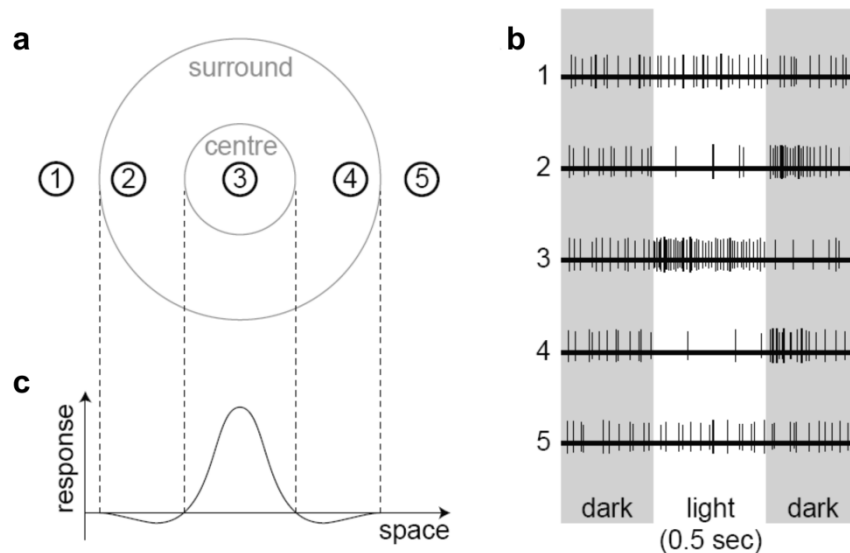 a
surround
centre
1 2 3 4 5
b
1
2
3
4
5
dark light dark
(0.5 sec)
c
response
space